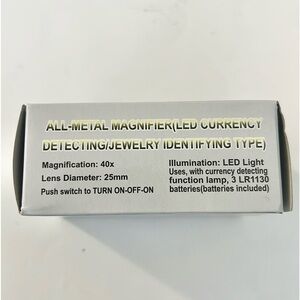 ALL-METAL MAGNIFIER(LED CURRENCY
DETECTING/JEWELRY IDENTIFYING TYPE)
Magnification: 40x
Lens Diameter: 25mm
Push switch to TURN ON-OFF-ON
Illumination: LED Light
Uses, with currency detecting
function lamp, 3 LR1130
batteries(batteries included)